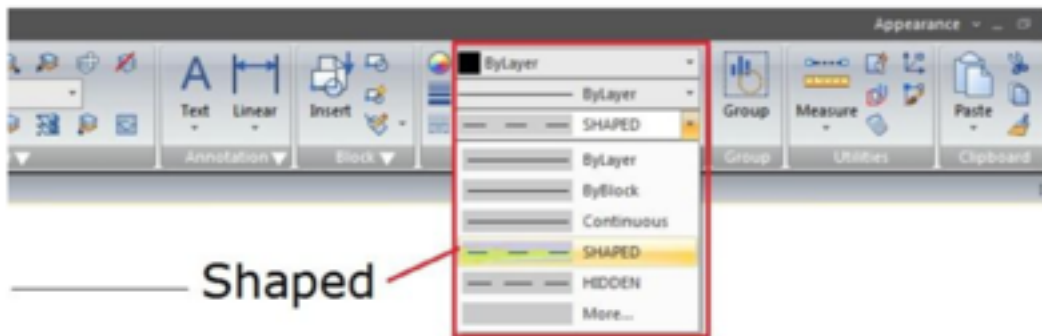 Appearance
ByLayer
ByLayer
SHAPED
Text
Linear
Insert
Group
Measure
Paste
Annotation
Block
Group
Utilities
Clipboard
ByLayer
ByBlock
Continuous
SHAPED
HIDDEN
More...
Shaped